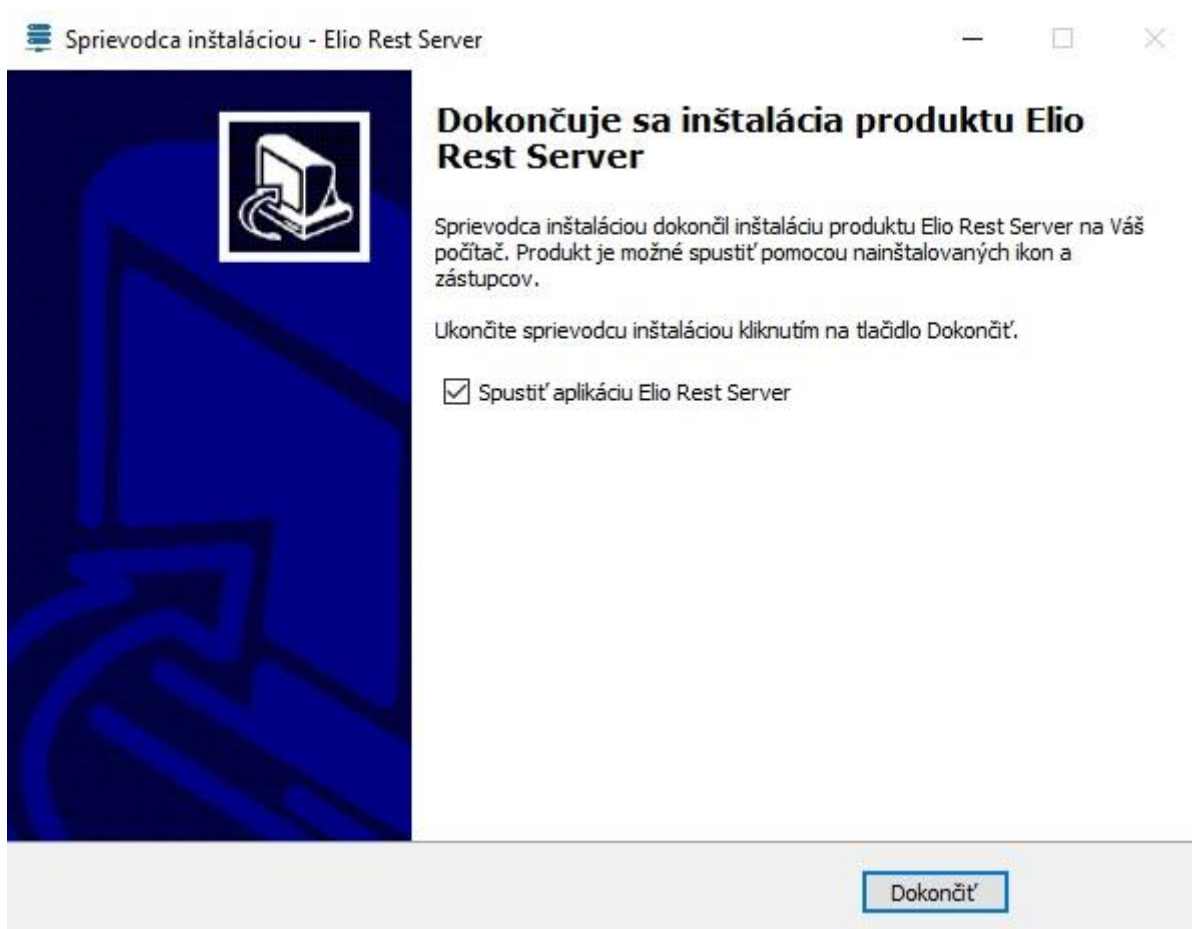 Sprievodca inštaláciou - Elio Rest Server
Dokončuje sa inštalácia produktu Elio
Rest Server
Sprievodca inštaláciou dokončil inštaláciu produktu Elio Rest Server na Váš
počítač. Produkt je možné spustiť pomocou nainštalovaných ikon a
zástupcov.
Ukončite sprievodcu inštaláciou kliknutím na tlačidlo Dokončiť.
Spustiť aplikáciu Elio Rest Server
Dokončiť